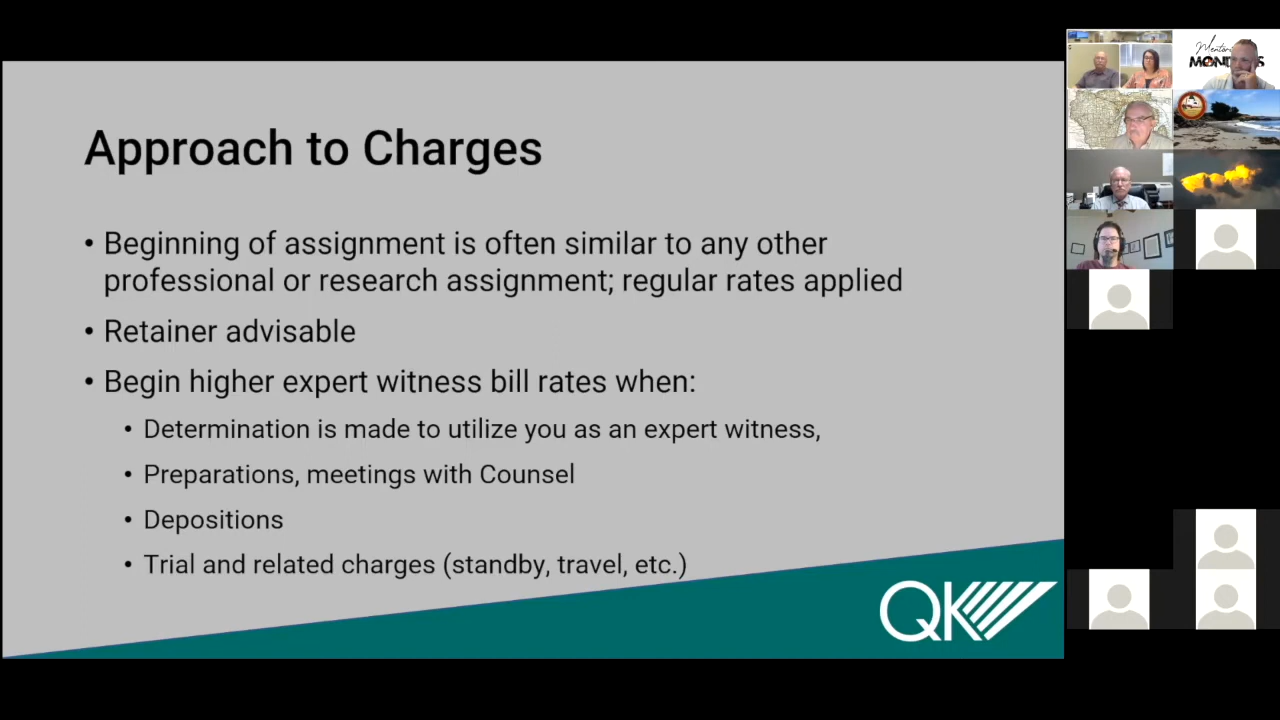 Approach to Charges
• Beginning of assignment is often similar to any other
professional or research assignment; regular rates applied
• Retainer advisable
• Begin higher expert witness bill rates when:
• Determination is made to utilize you as an expert witness,
• Preparations, meetings with Counsel
• Depositions
• Trial and related charges (standby, travel, etc.)
QK